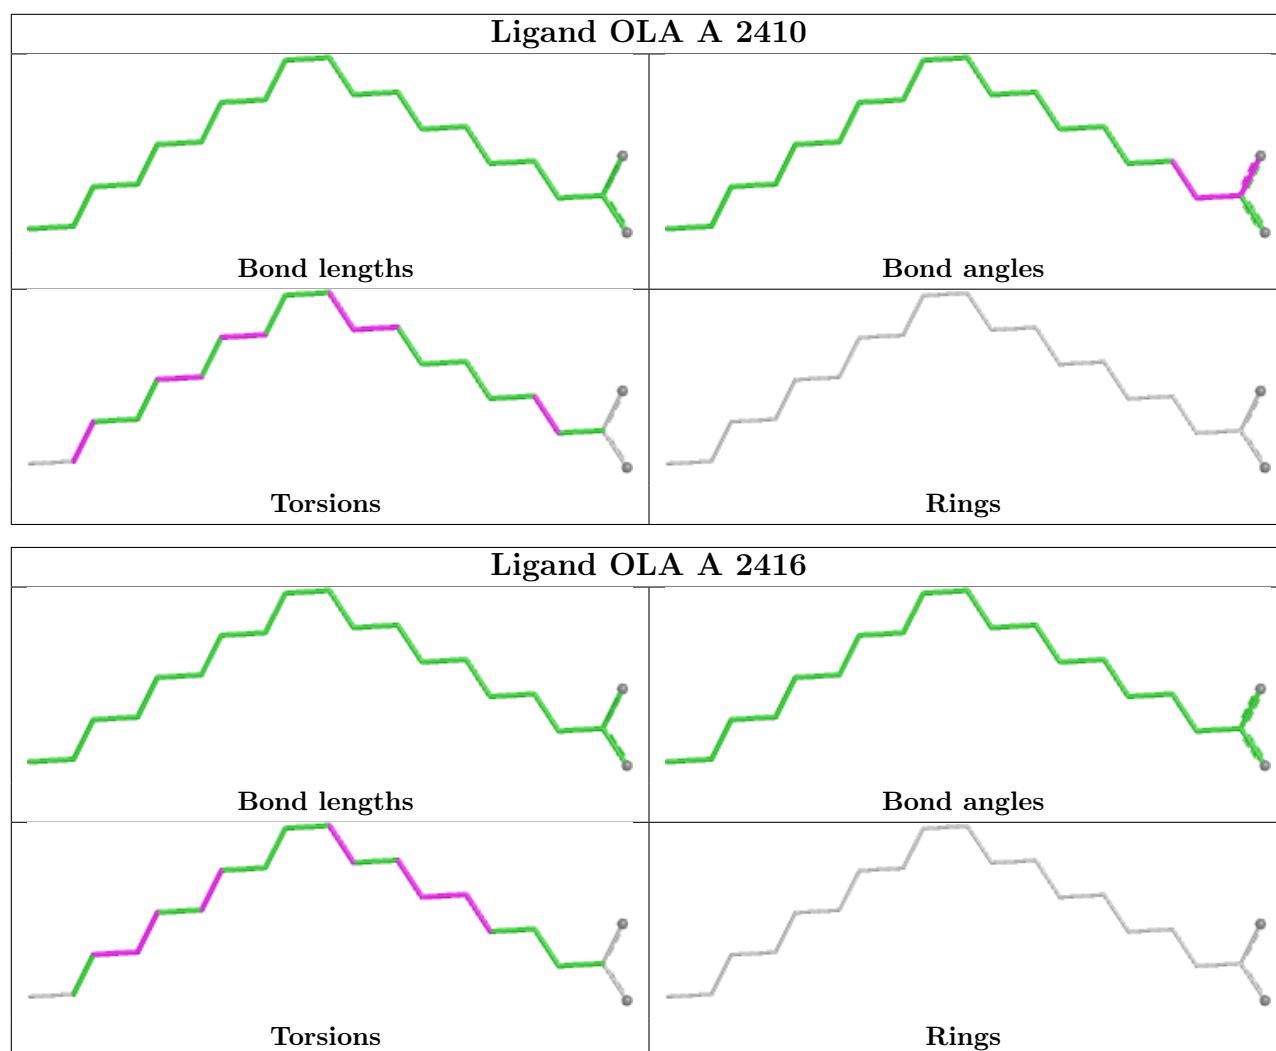 Ligand OLA A 2410
Bond lengths
Bond angles
Torsions
Rings
Ligand OLA A 2416
Bond lengths
Bond angles
Torsions
Rings